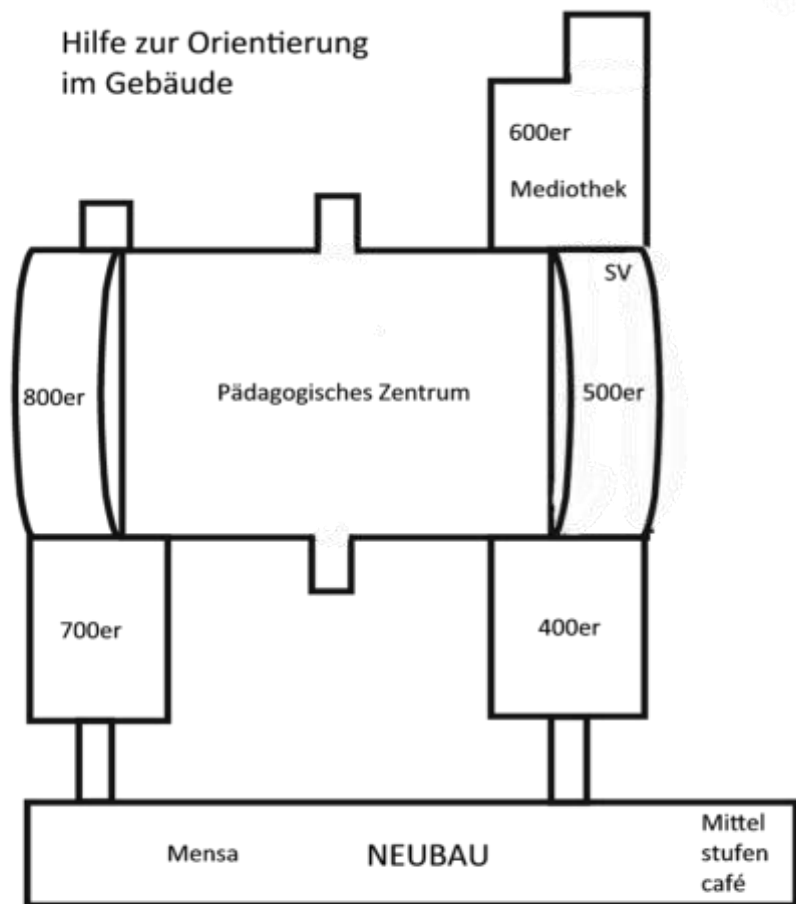 Hilfe zur Orientierung
im Gebäude
600er
Mediothek
SV
800er
Pädagogisches Zentrum
500er
700er
400er
Mensa
NEUBAU
Mittel
stufen
café